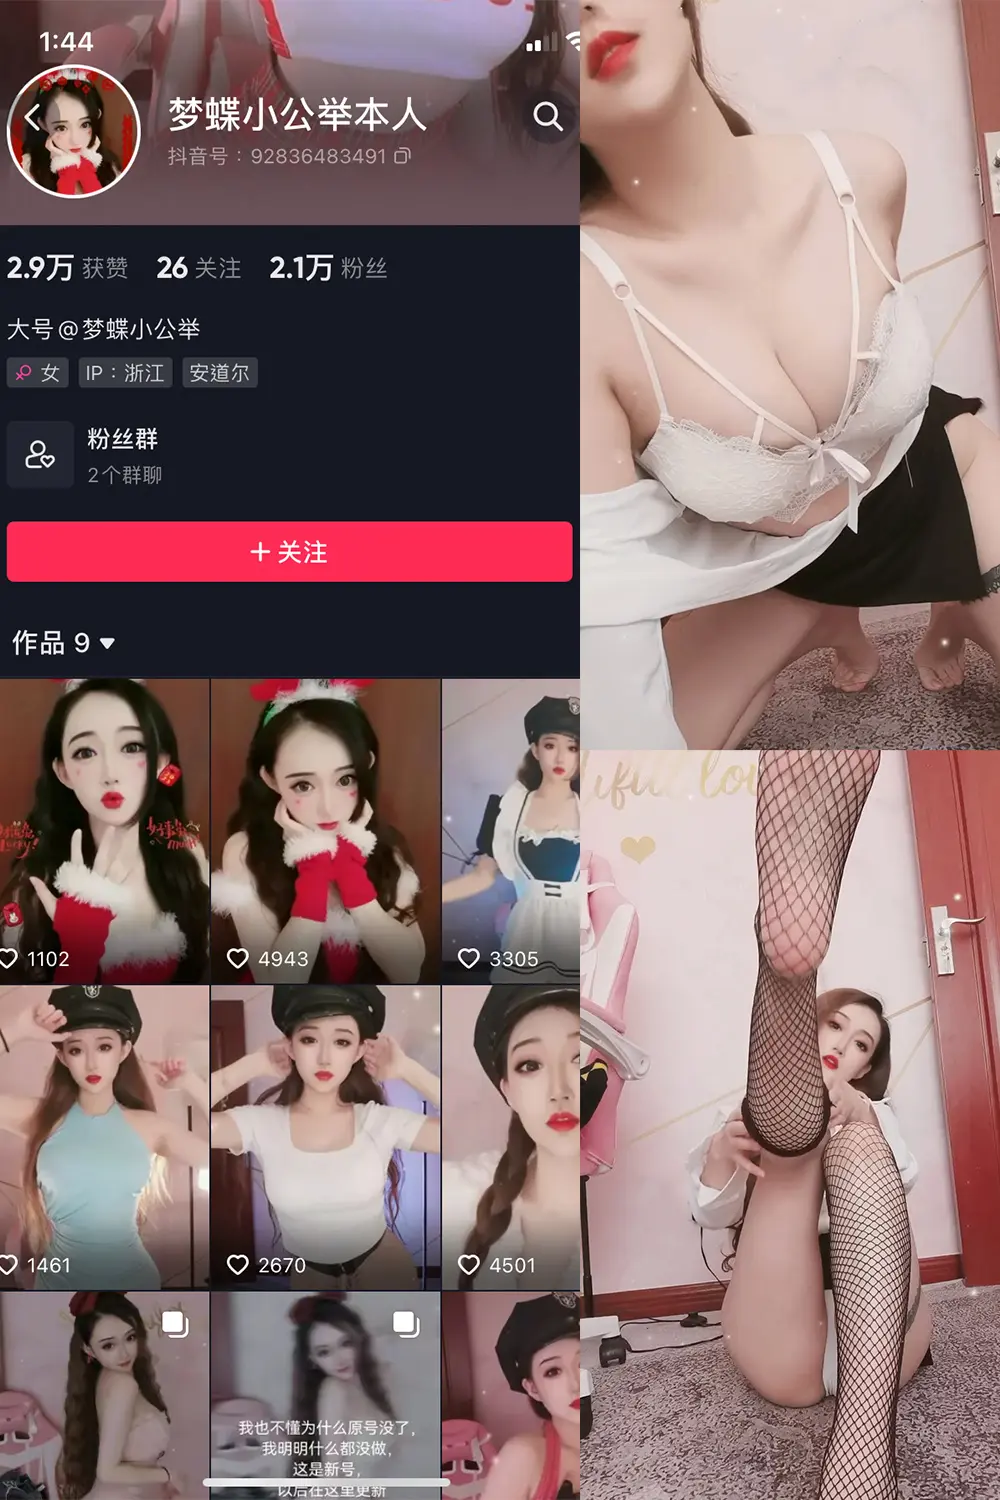 1:44
梦蝶小公举本人
抖音号：92836483491
2.9万 获赞 26 关注 2.1万 粉丝
大号@梦蝶小公举
女 IP：浙江 安道尔
粉丝群
2个群聊
+ 关注
作品 9
1102 4943 3305
1461 2670 4501
我也不懂为什么原号没了，
我明明什么都没做，
这是新号，
以后在这里更新